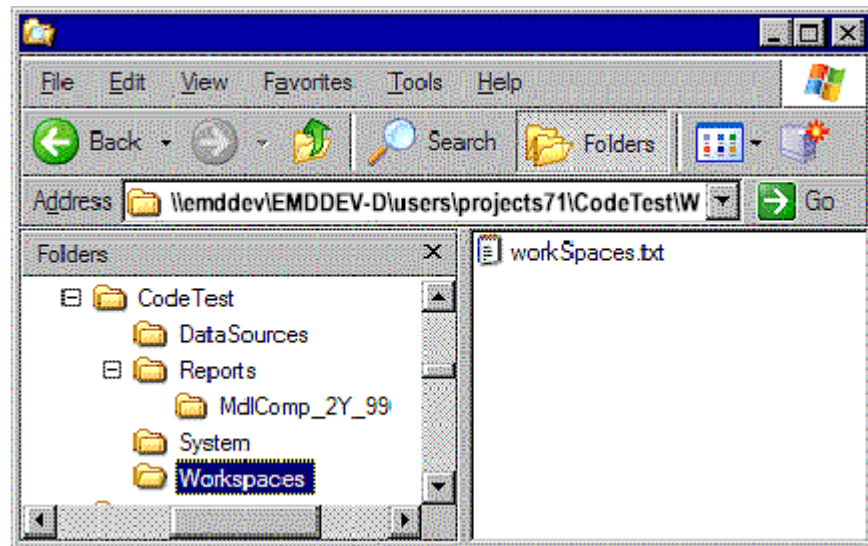 File Edit View Favorites Tools Help
Back Search Folders
Address \\emddev\EMDDEV-D\users\projects71\CodeTest\W Go
Folders
workSpaces.txt
CodeTest
DataSources
Reports
MdlComp_2Y_99
System
Workspaces